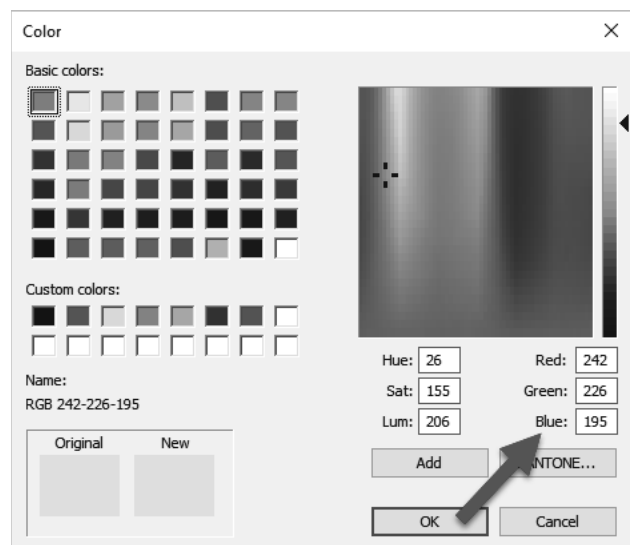 Color
Basic colors:
Custom colors:
Name:
RGB 242-226-195
Original New
Hue: 26 Red: 242
Sat: 155 Green: 226
Lum: 206 Blue: 195
Add NTONE...
OK Cancel